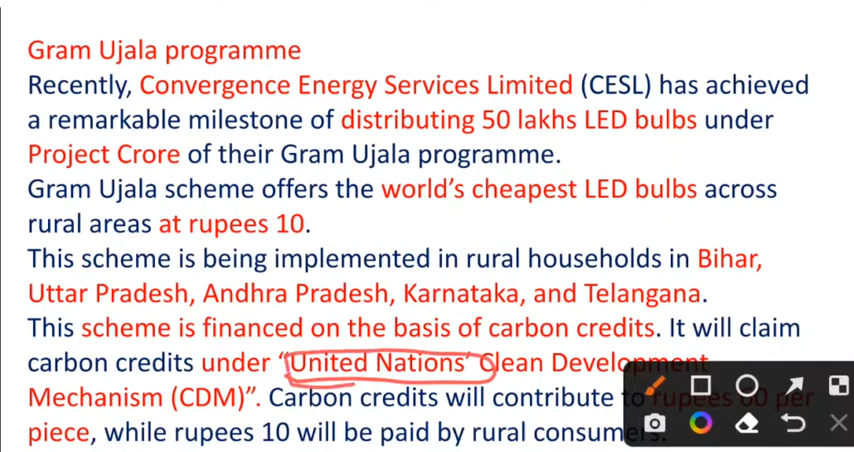 Gram Ujala programme
Recently, Convergence Energy Services Limited (CESL) has achieved
a remarkable milestone of distributing 50 lakhs LED bulbs under
Project Crore of their Gram Ujala programme.
Gram Ujala scheme offers the world's cheapest LED bulbs across
rural areas at rupees 10.
This scheme is being implemented in rural households in Bihar,
Uttar Pradesh, Andhra Pradesh, Karnataka, and Telangana.
This scheme is financed on the basis of carbon credits. It will claim
carbon credits under “United Nations’ Clean Development
Mechanism (CDM)”. Carbon credits will contribute to rupees 60 per
piece, while rupees 10 will be paid by rural consumers.